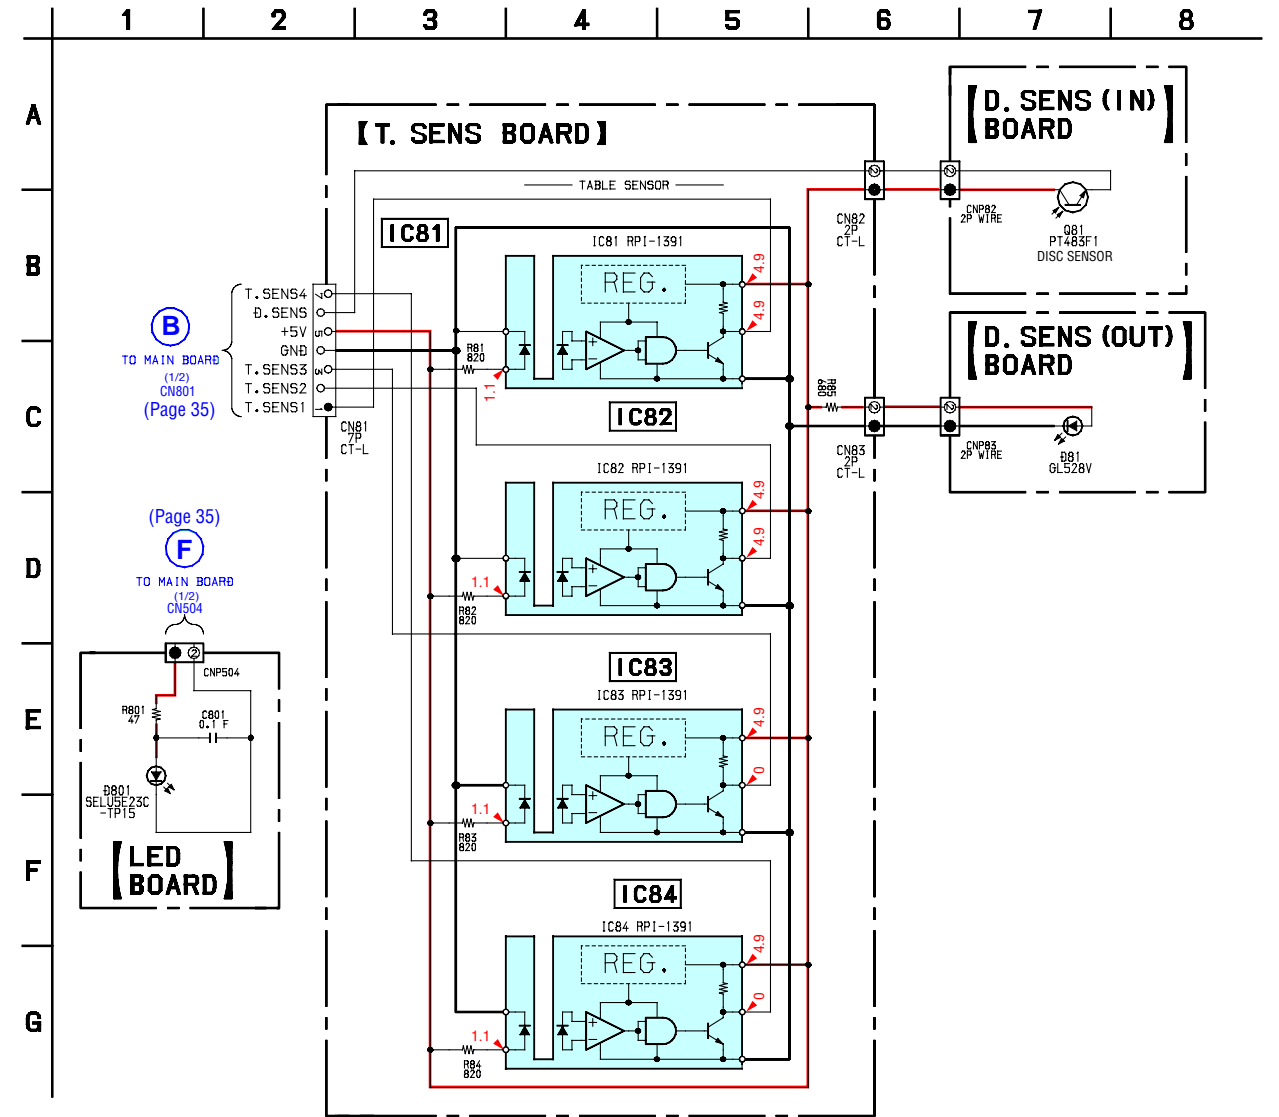 1 2 3 4 5 6 7 8
A
B
C
D
E
F
G
【T. SENS BOARD】
TABLE SENSOR
【D. SENS (IN)
BOARD】
CN82
2P
CT-L
2
2
CNP82
2P WIRE
Q81
PT483F1
DISC SENSOR
【D. SENS (OUT)
BOARD】
R85
680
CN83
2P
CT-L
2
2
CNP83
2P WIRE
D81
GL528V
B
TO MAIN BOARD
(1/2)
CN801
(Page 35)
T.SENS4 7
D.SENS
+5V 5
GND
T.SENS3 3
T.SENS2
T.SENS1 1
CN81
7P
CT-L
IC81
IC81 RPI-1391
REG.
4.9
4.9
R81
820
1.1
IC82
IC82 RPI-1391
REG.
4.9
4.9
1.1
R82
820
IC83
IC83 RPI-1391
REG.
4.9
0
1.1
R83
820
IC84
IC84 RPI-1391
REG.
4.9
0
1.1
R84
820
(Page 35)
F
TO MAIN BOARD
(1/2)
CN504
2
CNP504
R801
47
C801
0.1 F
D801
SELU5E23C
-TP15
【LED
BOARD】